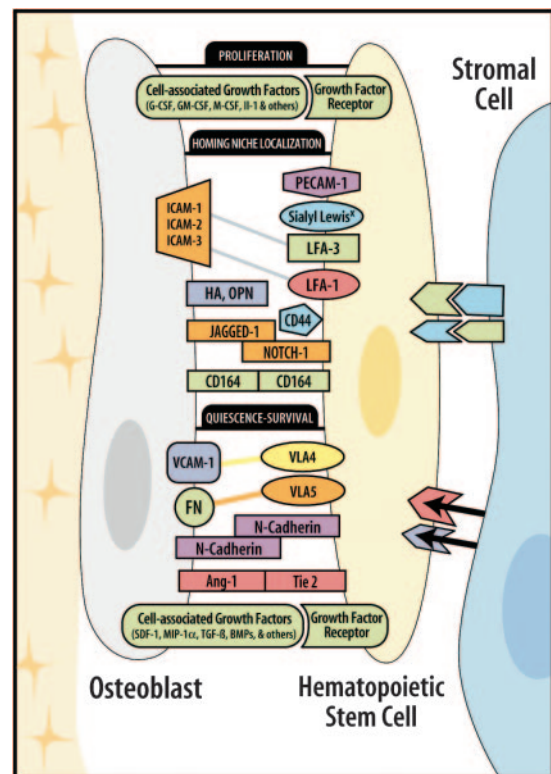 PROLIFERATION
Cell-associated Growth Factors
(G-CSF, GM-CSF, M-CSF, Il-1 & others)
Growth Factor
Receptor
Stromal
Cell
HOMING NICHE LOCALIZATION
PECAM-1
ICAM-1
ICAM-2
ICAM-3
Sialyl Lewisˣ
LFA-3
LFA-1
HA, OPN
CD44
JAGGED-1
NOTCH-1
CD164
CD164
QUIESCENCE-SURVIVAL
VCAM-1
VLA4
FN
VLA5
N-Cadherin
N-Cadherin
Ang-1
Tie 2
Cell-associated Growth Factors
(SDF-1, MIP-1α, TGF-ß, BMPs, & others)
Growth Factor
Receptor
Osteoblast
Hematopoietic
Stem Cell